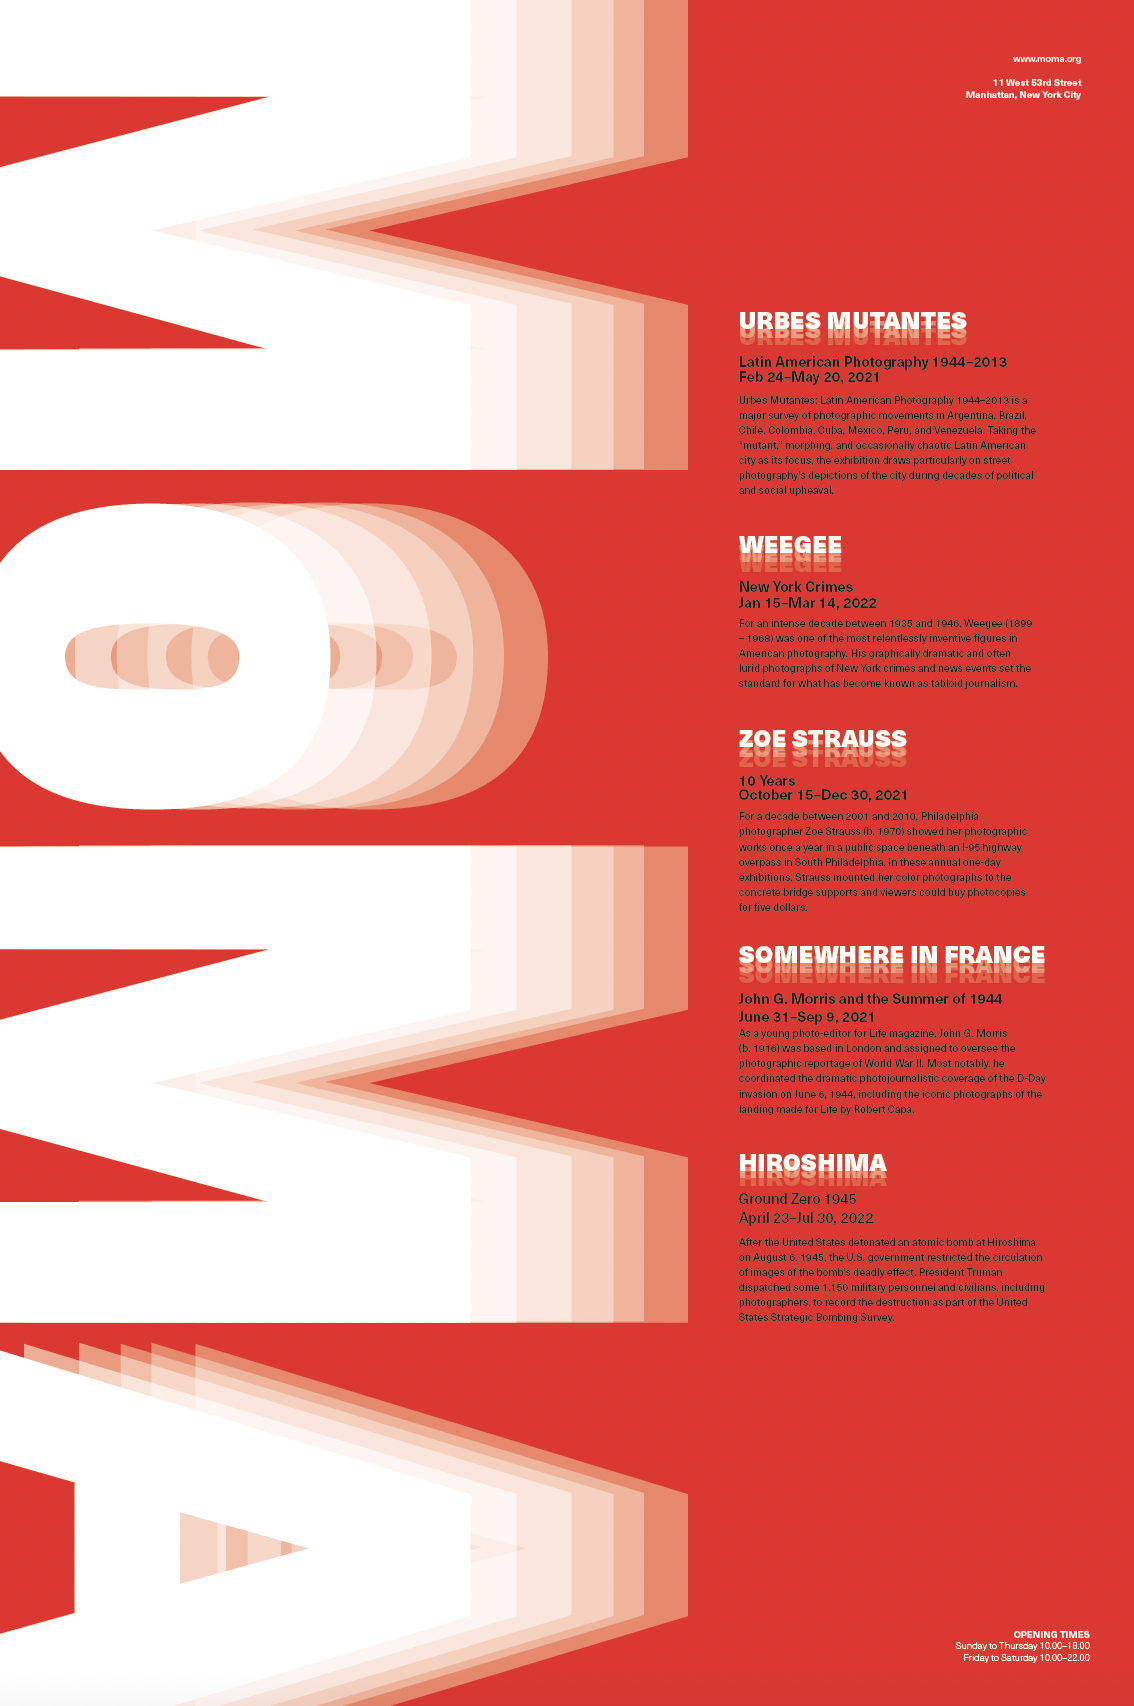 MOMA
www.moma.org
11 West 53rd Street
Manhattan, New York City
URBES MUTANTES
Latin American Photography 1944–2013
Feb 24–May 20, 2021
Urbes Mutantes: Latin American Photography 1944–2013 is a
major survey of photographic movements in Argentina, Brazil,
Chile, Colombia, Cuba, Mexico, Peru, and Venezuela. Taking the
“mutant,” morphing, and occasionally chaotic Latin American
city as its focus, the exhibition draws particularly on street
photography’s depictions of the city during decades of political
and social upheaval.
WEEGEE
New York Crimes
Jan 15–Mar 14, 2022
For an intense decade between 1935 and 1946, Weegee (1899
– 1968) was one of the most relentlessly inventive figures in
American photography. His graphically dramatic and often
lurid photographs of New York crimes and news events set the
standard for what has become known as tabloid journalism.
ZOE STRAUSS
10 Years
October 15–Dec 30, 2021
For a decade between 2001 and 2010, Philadelphia
photographer Zoe Strauss (b. 1970) showed her photographic
works once a year in a public space beneath an I-95 highway
overpass in South Philadelphia. In these annual one-day
exhibitions, Strauss mounted her color photographs to the
concrete bridge supports and viewers could buy photocopies
for five dollars.
SOMEWHERE IN FRANCE
John G. Morris and the Summer of 1944
June 31–Sep 9, 2021
As a young photo-editor for Life magazine, John G. Morris
(b. 1916) was based in London and assigned to oversee the
photographic reportage of World War II. Most notably, he
coordinated the dramatic photojournalistic coverage of the D-Day
invasion on June 6, 1944, including the iconic photographs of the
landing made for Life by Robert Capa.
HIROSHIMA
Ground Zero 1945
April 23–Jul 30, 2022
After the United States detonated an atomic bomb at Hiroshima
on August 6, 1945, the U.S. government restricted the circulation
of images of the bomb’s deadly effect. President Truman
dispatched some 1,150 military personnel and civilians, including
photographers, to record the destruction as part of the United
States Strategic Bombing Survey.
OPENING TIMES
Sunday to Thursday 10.00–18.00
Friday to Saturday 10.00–22.00